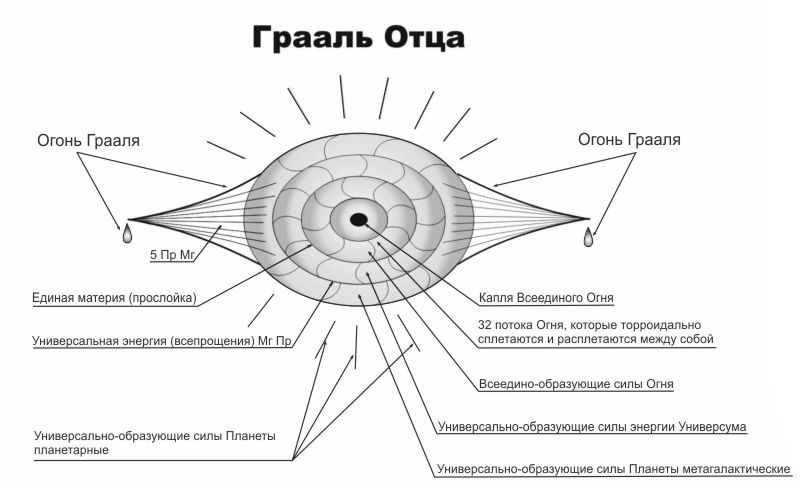 Грааль Отца
Огонь Грааля
Огонь Грааля
5 Пр Мг
Единая материя (прослойка)
Капля Всеединого Огня
32 потока Огня, которые торроидально
сплетаются и расплетаются между собой
Универсальная энергия (всепрощения) Мг Пр
Всеедино-образующие силы Огня
Универсально-образующие силы энергии Универсума
Универсально-образующие силы Планеты
планетарные
Универсально-образующие силы Планеты метагалактические